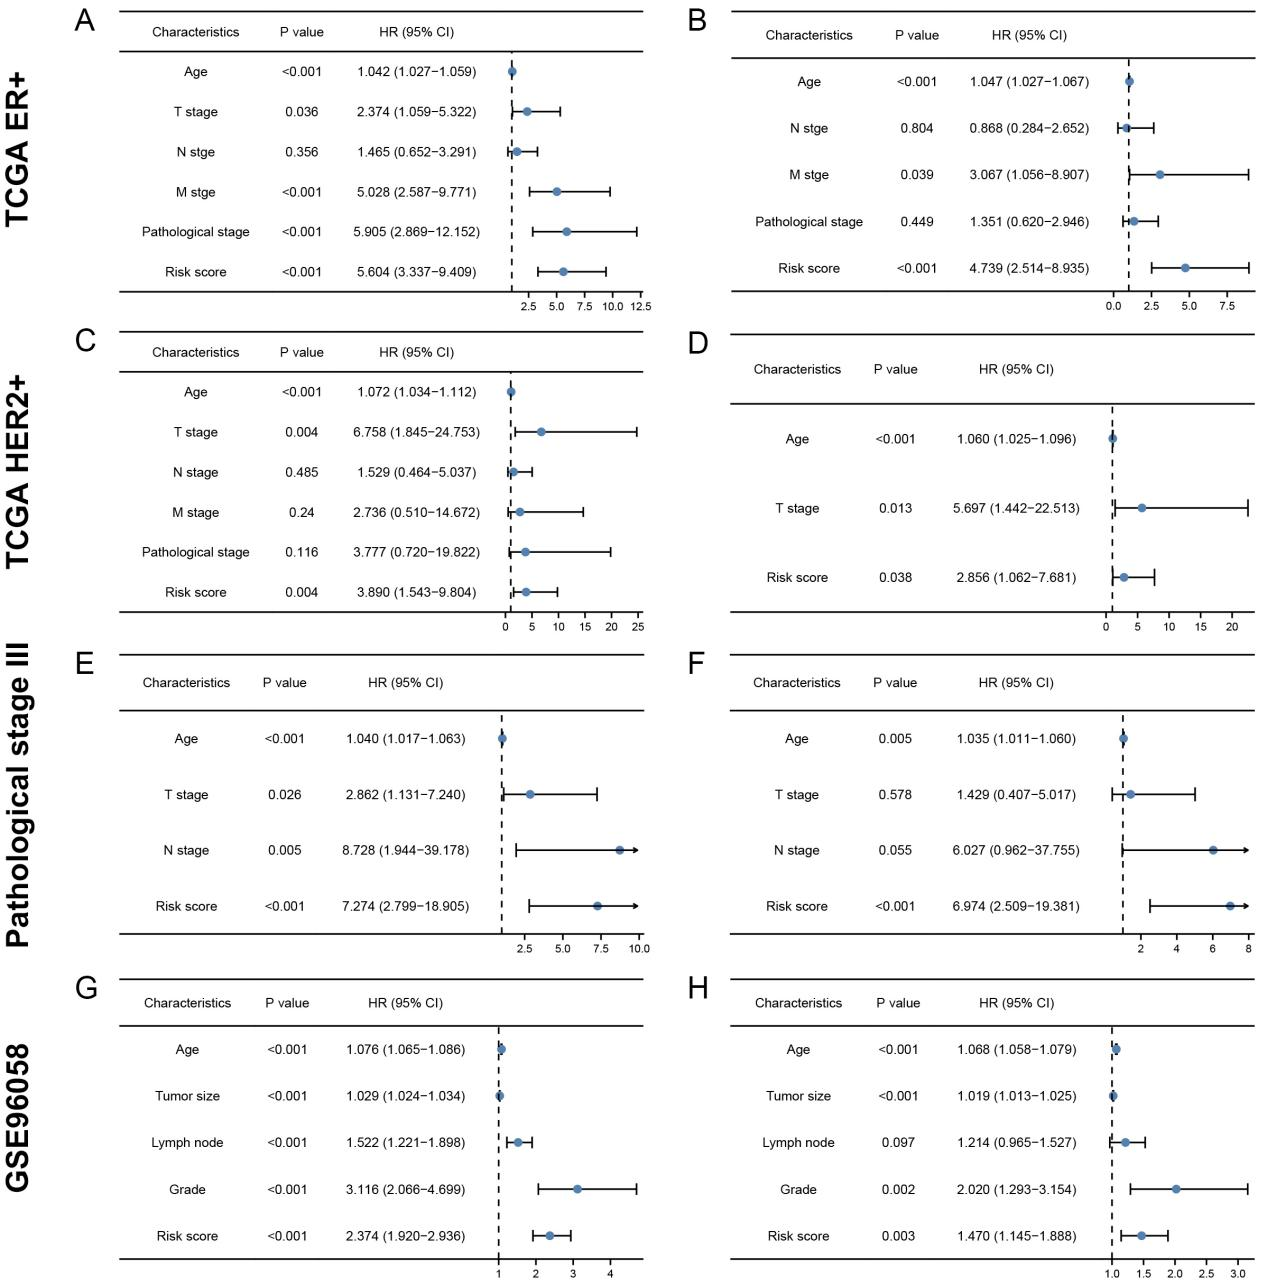 TCGA ER+
A
Characteristics P value HR (95% CI)
Age <0.001 1.042 (1.027−1.059)
T stage 0.036 2.374 (1.059−5.322)
N stge 0.356 1.465 (0.652−3.291)
M stge <0.001 5.028 (2.587−9.771)
Pathological stage <0.001 5.905 (2.869−12.152)
Risk score <0.001 5.604 (3.337−9.409)
2.5 5.0 7.5 10.0 12.5
B
Characteristics P value HR (95% CI)
Age <0.001 1.047 (1.027−1.067)
N stge 0.804 0.868 (0.284−2.652)
M stge 0.039 3.067 (1.056−8.907)
Pathological stage 0.449 1.351 (0.620−2.946)
Risk score <0.001 4.739 (2.514−8.935)
0.0 2.5 5.0 7.5
TCGA HER2+
C
Characteristics P value HR (95% CI)
Age <0.001 1.072 (1.034−1.112)
T stage 0.004 6.758 (1.845−24.753)
N stage 0.485 1.529 (0.464−5.037)
M stage 0.24 2.736 (0.510−14.672)
Pathological stage 0.116 3.777 (0.720−19.822)
Risk score 0.004 3.890 (1.543−9.804)
0 5 10 15 20 25
D
Characteristics P value HR (95% CI)
Age <0.001 1.060 (1.025−1.096)
T stage 0.013 5.697 (1.442−22.513)
Risk score 0.038 2.856 (1.062−7.681)
0 5 10 15 20
Pathological stage III
E
Characteristics P value HR (95% CI)
Age <0.001 1.040 (1.017−1.063)
T stage 0.026 2.862 (1.131−7.240)
N stage 0.005 8.728 (1.944−39.178)
Risk score <0.001 7.274 (2.799−18.905)
2.5 5.0 7.5 10.0
F
Characteristics P value HR (95% CI)
Age 0.005 1.035 (1.011−1.060)
T stage 0.578 1.429 (0.407−5.017)
N stage 0.055 6.027 (0.962−37.755)
Risk score <0.001 6.974 (2.509−19.381)
2 4 6 8
GSE96058
G
Characteristics P value HR (95% CI)
Age <0.001 1.076 (1.065−1.086)
Tumor size <0.001 1.029 (1.024−1.034)
Lymph node <0.001 1.522 (1.221−1.898)
Grade <0.001 3.116 (2.066−4.699)
Risk score <0.001 2.374 (1.920−2.936)
1 2 3 4
H
Characteristics P value HR (95% CI)
Age <0.001 1.068 (1.058−1.079)
Tumor size <0.001 1.019 (1.013−1.025)
Lymph node 0.097 1.214 (0.965−1.527)
Grade 0.002 2.020 (1.293−3.154)
Risk score 0.003 1.470 (1.145−1.888)
1.0 1.5 2.0 2.5 3.0